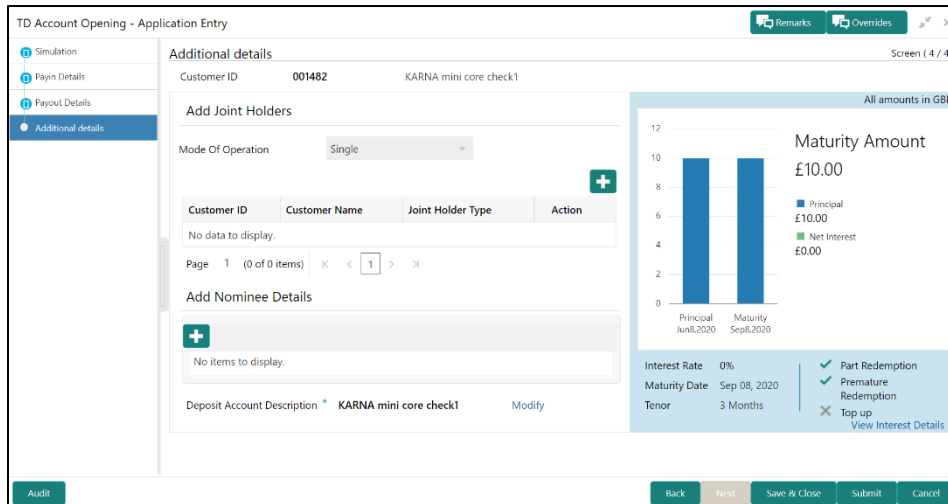 TD Account Opening - Application Entry
Remarks
Overrides
Simulation
Payin Details
Payout Details
Additional details
Additional details
Screen ( 4 / 4
Customer ID 001482 KARNA mini core check1
Add Joint Holders
Mode Of Operation Single
Customer ID Customer Name Joint Holder Type Action
No data to display.
Page 1 (0 of 0 items) 1
Add Nominee Details
No items to display.
Deposit Account Description * KARNA mini core check1 Modify
All amounts in GBP
12
10
8
6
4
2
0
Principal
Jun8,2020
Maturity
Sep8,2020
Maturity Amount
£10.00
Principal
£10.00
Net Interest
£0.00
Interest Rate 0%
Maturity Date Sep 08, 2020
Tenor 3 Months
Part Redemption
Premature
Redemption
Top up
View Interest Details
Audit
Back
Next
Save & Close
Submit
Cancel